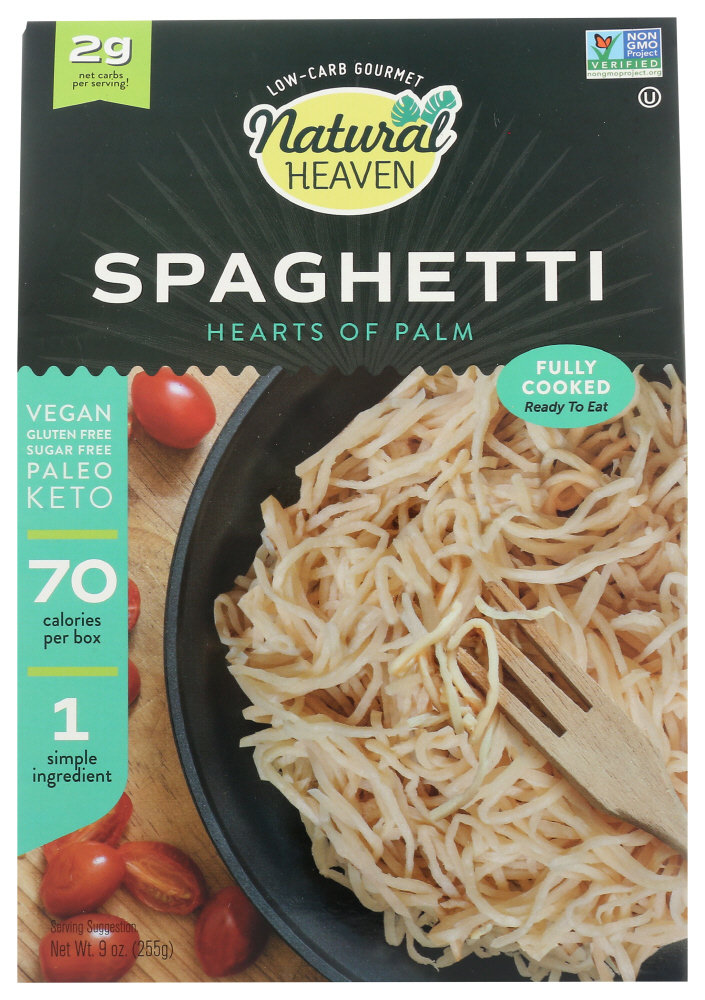 2g
net carbs
per serving!
LOW-CARB GOURMET
Natural
HEAVEN
NON
GMO
Project
VERIFIED
nongmoproject.org
U
SPAGHETTI
HEARTS OF PALM
FULLY
COOKED
Ready To Eat
VEGAN
GLUTEN FREE
SUGAR FREE
PALEO
KETO
70
calories
per box
1
simple
ingredient
Serving Suggestion.
Net Wt. 9 oz. (255g)